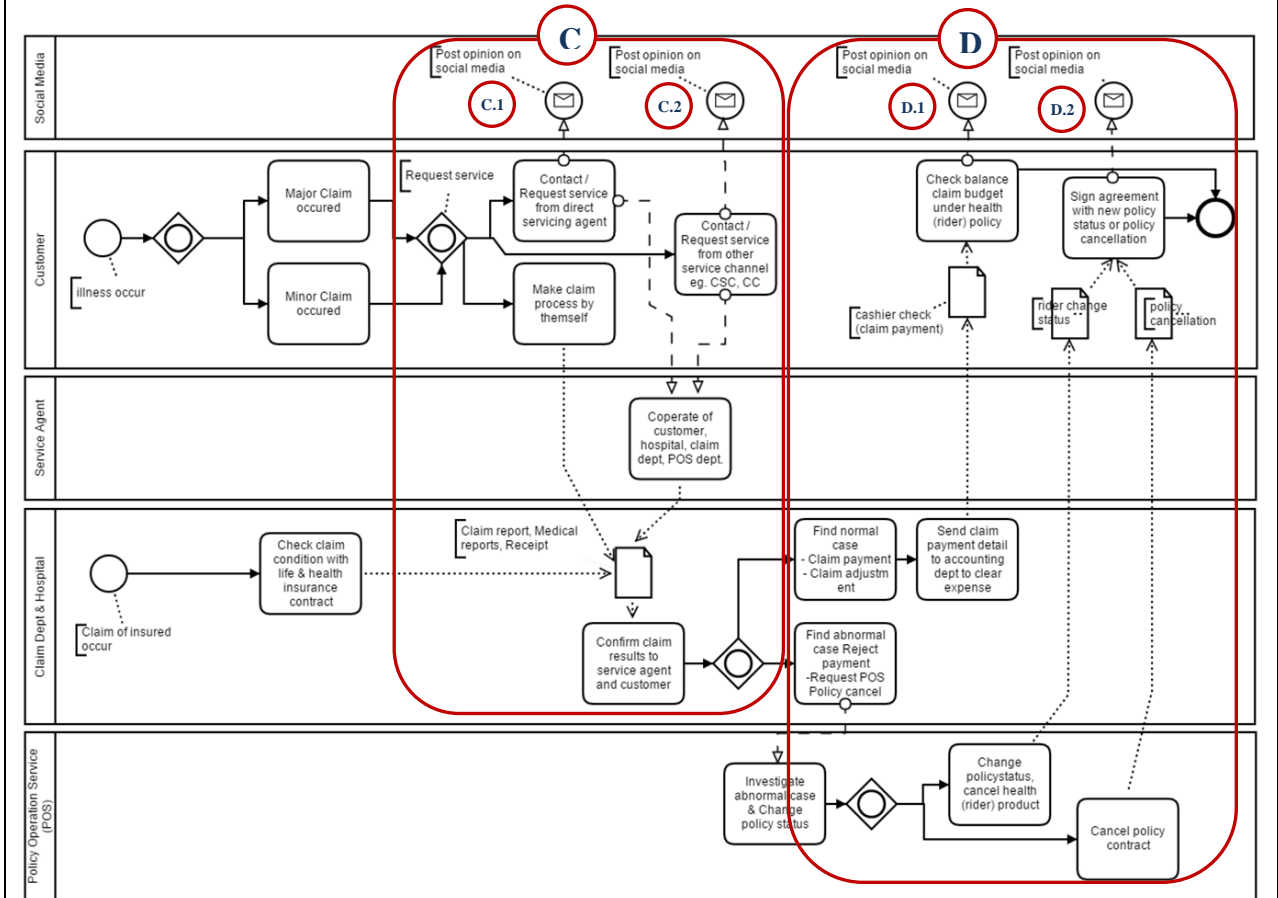 C
D
Social Media
Post opinion on
social media
C.1
Post opinion on
social media
C.2
Post opinion on
social media
D.1
Post opinion on
social media
D.2
Customer
illness occur
Major Claim
occured
Minor Claim
occured
Request service
Contact /
Request service
from direct
servicing agent
Make claim
process by
themself
Contact /
Request service
from other
service channel
eg. CSC, CC
Check balance
claim budget
under health
(rider) policy
cashier check
(claim payment)
Sign agreement
with new policy
status or policy
cancellation
rider change
status
policy
cancellation
Service Agent
Coperate of
customer,
hospital, claim
dept, POS dept.
Claim Dept & Hospital
Claim of insured
occur
Check claim
condition with
life & health
insurance
contract
Claim report, Medical
reports, Receipt
Confirm claim
results to
service agent
and customer
Find normal
case
- Claim payment
- Claim adjustm
ent
Send claim
payment detail
to accounting
dept to clear
expense
Find abnormal
case Reject
payment
-Request POS
Policy cancel
Policy Operation Service
(POS)
Investigate
abnormal case
& Change
policy status
Change
policystatus,
cancel health
(rider) product
Cancel policy
contract